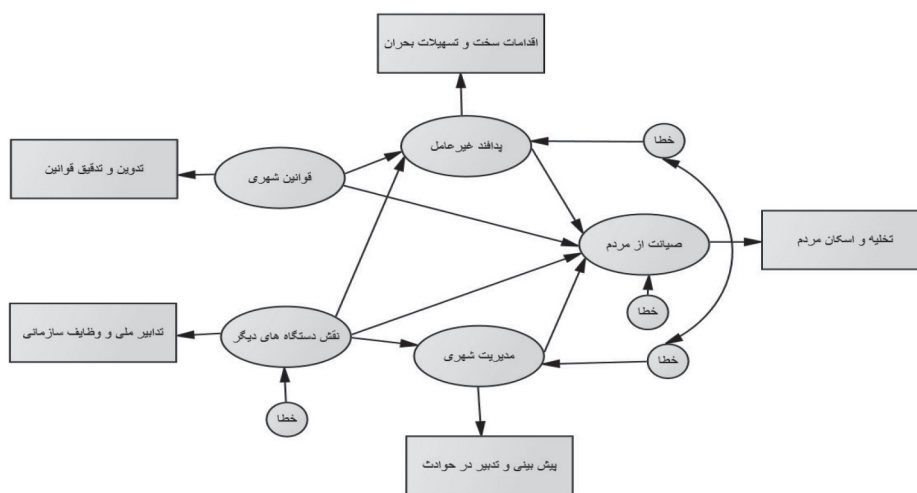 اقدامات سخت و تسهیلات بحران
پدافند غیرعامل
خطا
تدوین و تدقیق قوانین
قوانین شهری
صیانت از مردم
تخلیه و اسکان مردم
خطا
تدابیر ملی و وظایف سازمانی
نقش دستگاه های دیگر
مدیریت شهری
خطا
خطا
پیش بینی و تدبیر در حوادث